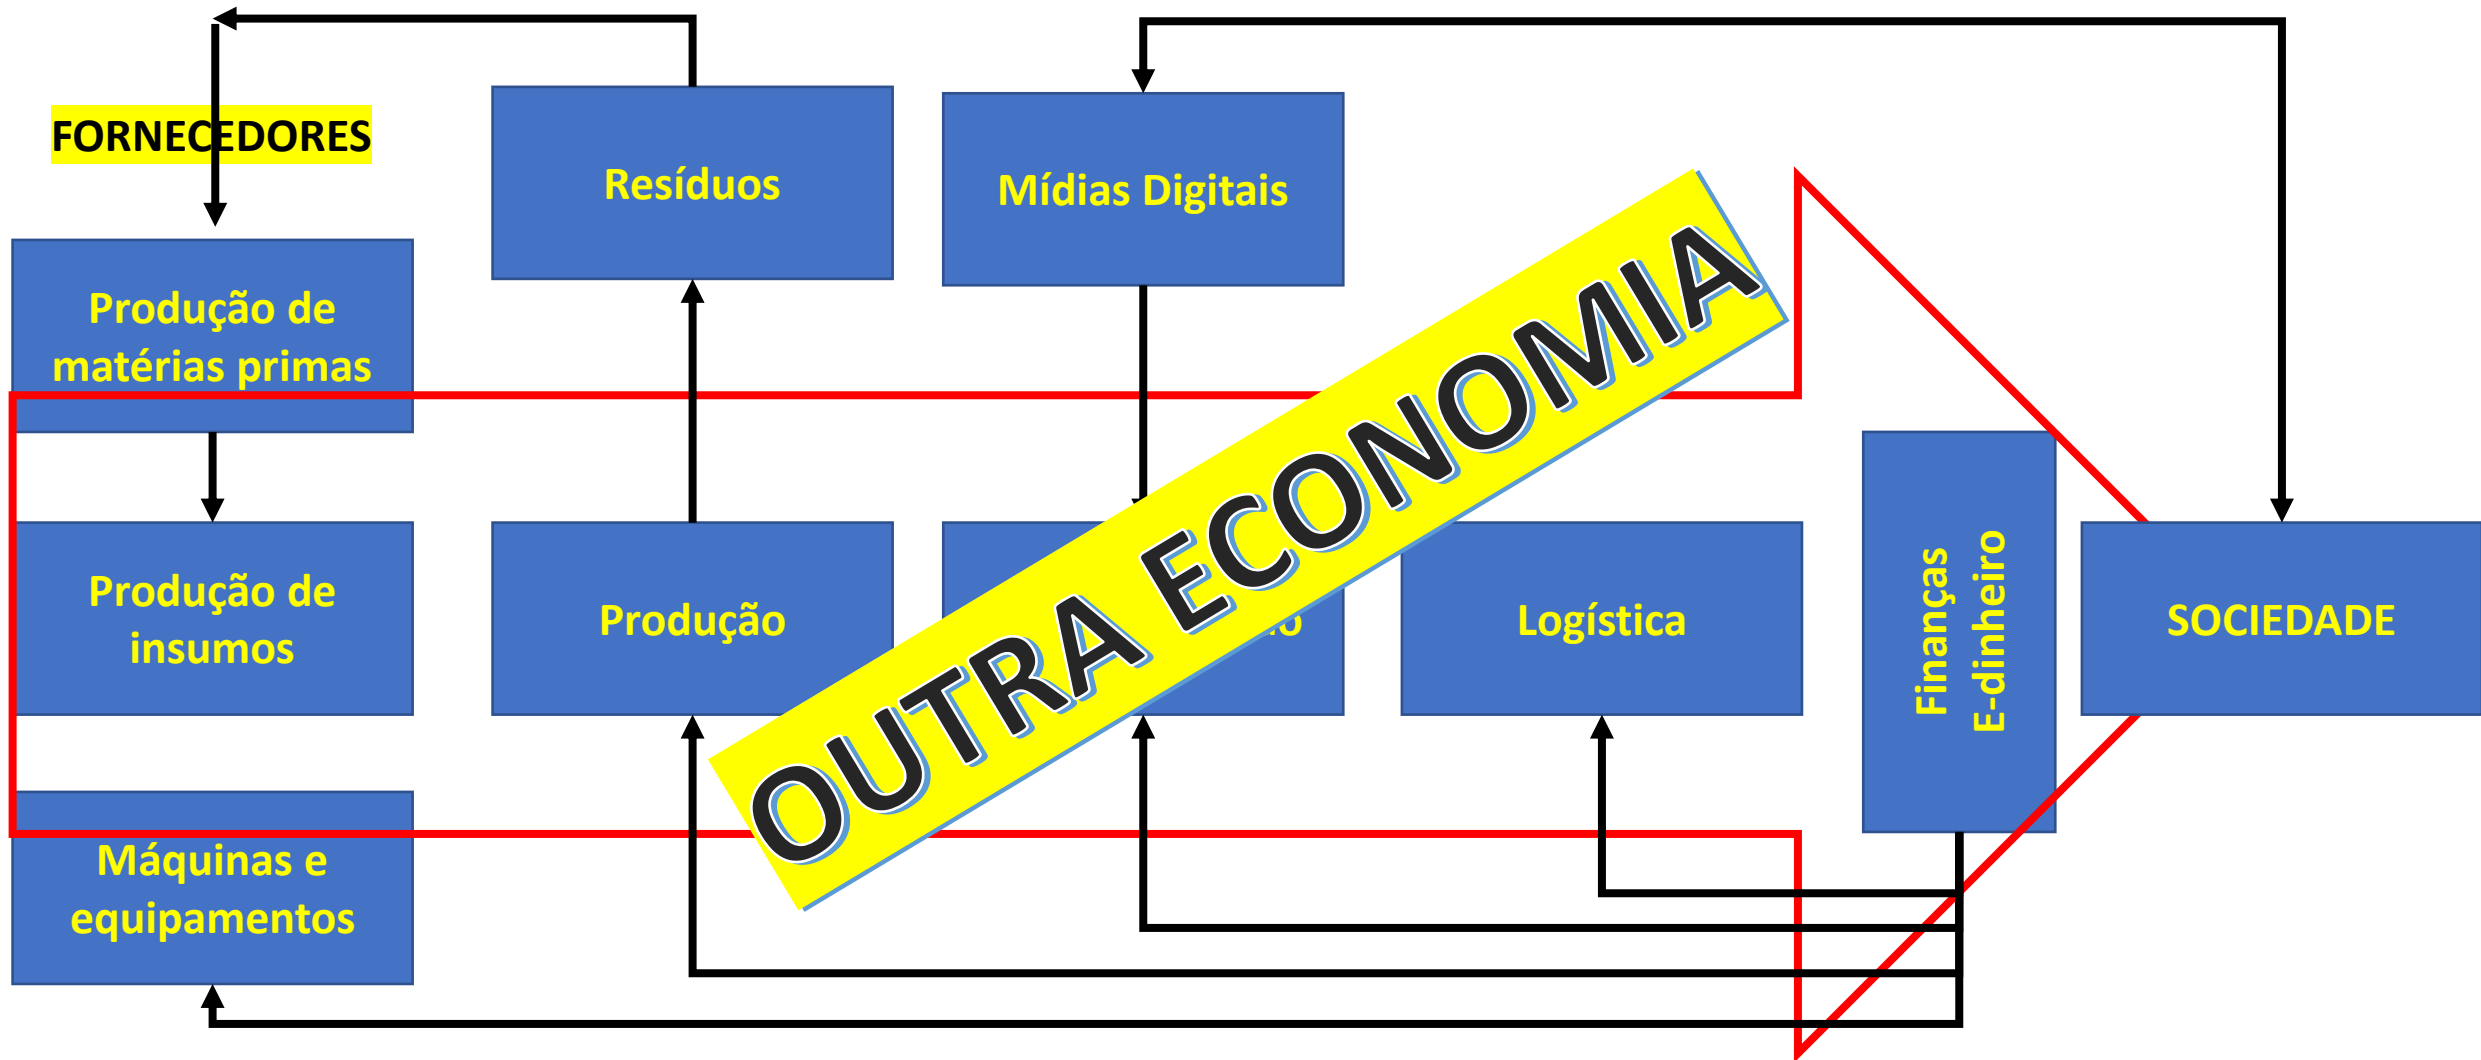 FORNECEDORES
Resíduos
Mídias Digitais
Produção de
matérias primas
OUTRA ECONOMIA
Produção de
insumos
Produção
Logística
Finanças
E-dinheiro
SOCIEDADE
Máquinas e
equipamentos